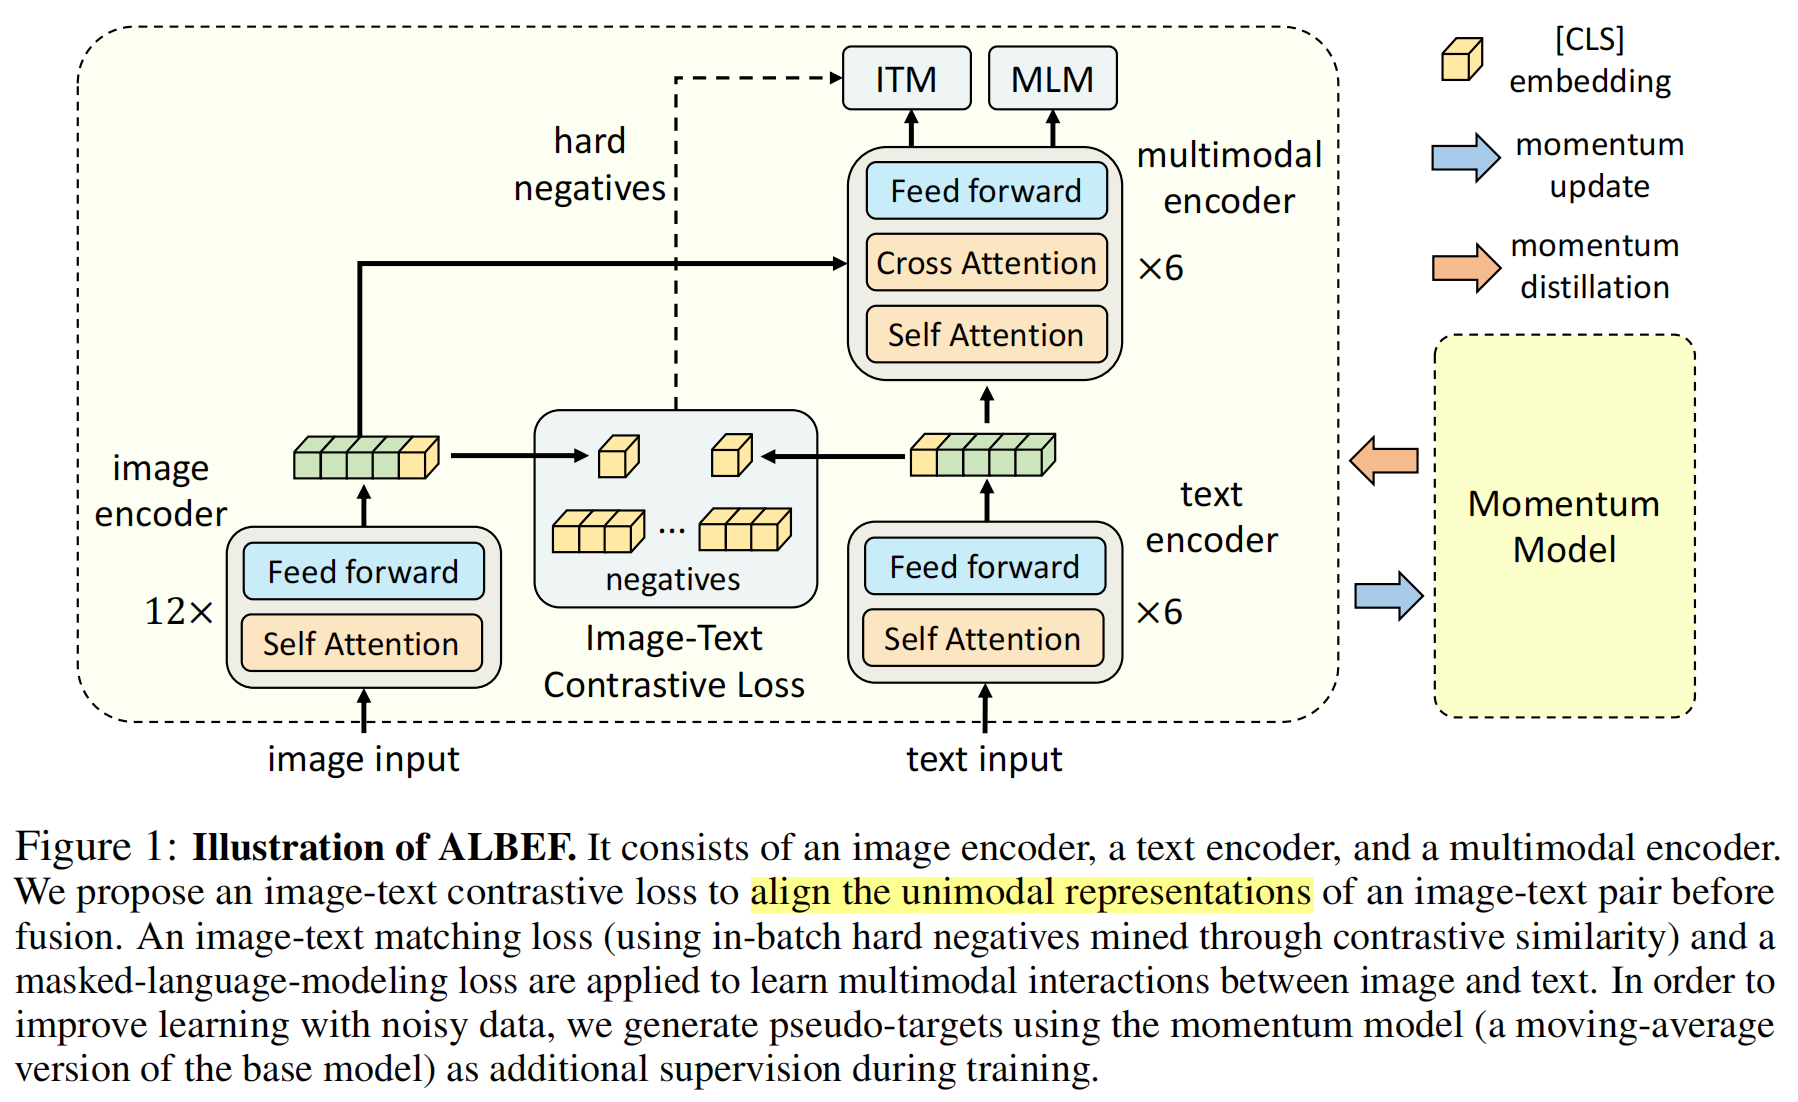 ITM
MLM
[CLS]
embedding
hard
negatives
multimodal
encoder
momentum
update
Feed forward
Cross Attention
×6
Self Attention
momentum
distillation
image
encoder
text
encoder
Momentum
Model
...
negatives
Feed forward
12×
Self Attention
Image-Text
Contrastive Loss
Feed forward
×6
Self Attention
image input
text input
Figure 1: Illustration of ALBEF. It consists of an image encoder, a text encoder, and a multimodal encoder.
We propose an image-text contrastive loss to align the unimodal representations of an image-text pair before
fusion. An image-text matching loss (using in-batch hard negatives mined through contrastive similarity) and a
masked-language-modeling loss are applied to learn multimodal interactions between image and text. In order to
improve learning with noisy data, we generate pseudo-targets using the momentum model (a moving-average
version of the base model) as additional supervision during training.